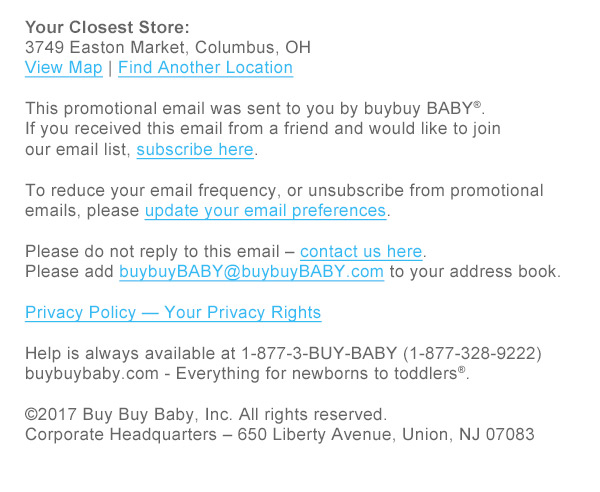 Your Closest Store:
3749 Easton Market, Columbus, OH
View Map | Find Another Location
This promotional email was sent to you by buybuy BABY®.
If you received this email from a friend and would like to join
our email list, subscribe here.
To reduce your email frequency, or unsubscribe from promotional
emails, please update your email preferences.
Please do not reply to this email – contact us here.
Please add buybuyBABY@buybuyBABY.com to your address book.
Privacy Policy — Your Privacy Rights
Help is always available at 1-877-3-BUY-BABY (1-877-328-9222)
buybuybaby.com - Everything for newborns to toddlers®.
©2017 Buy Buy Baby, Inc. All rights reserved.
Corporate Headquarters – 650 Liberty Avenue, Union, NJ 07083